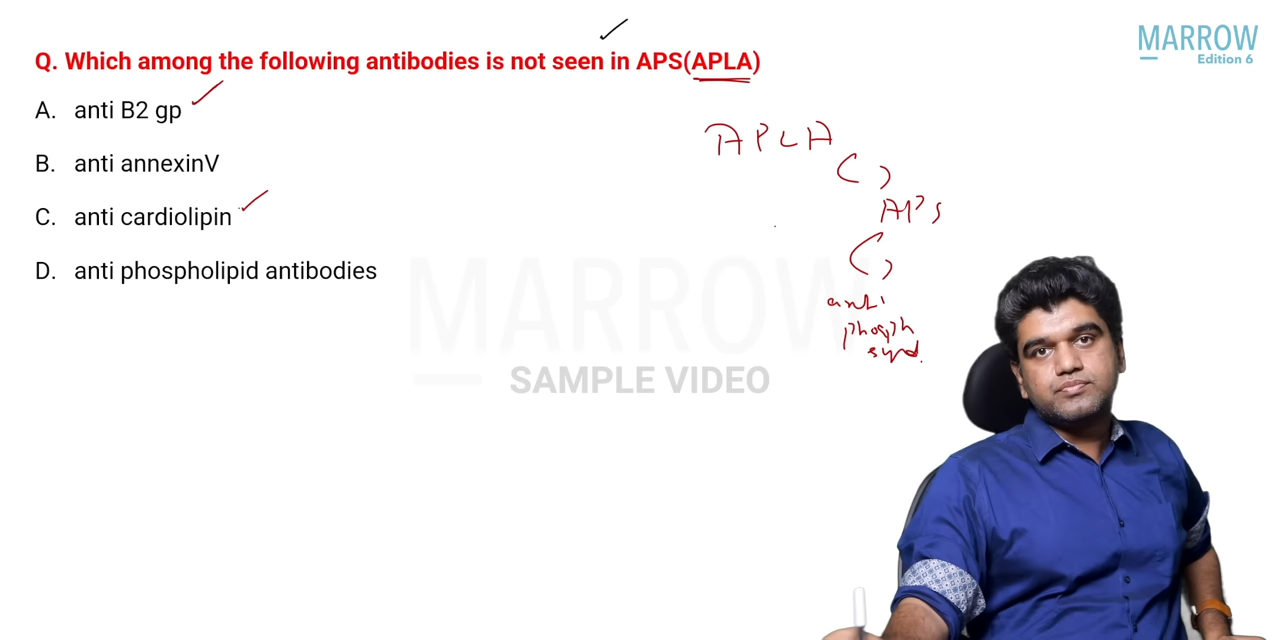 MARROW
Edition 6
Q. Which among the following antibodies is not seen in APS(APLA)
A. anti B2 gp
B. anti annexinV
C. anti cardiolipin
D. anti phospholipid antibodies
APLA
APS
anti
phosph
synd.
MARROW
SAMPLE VIDEO